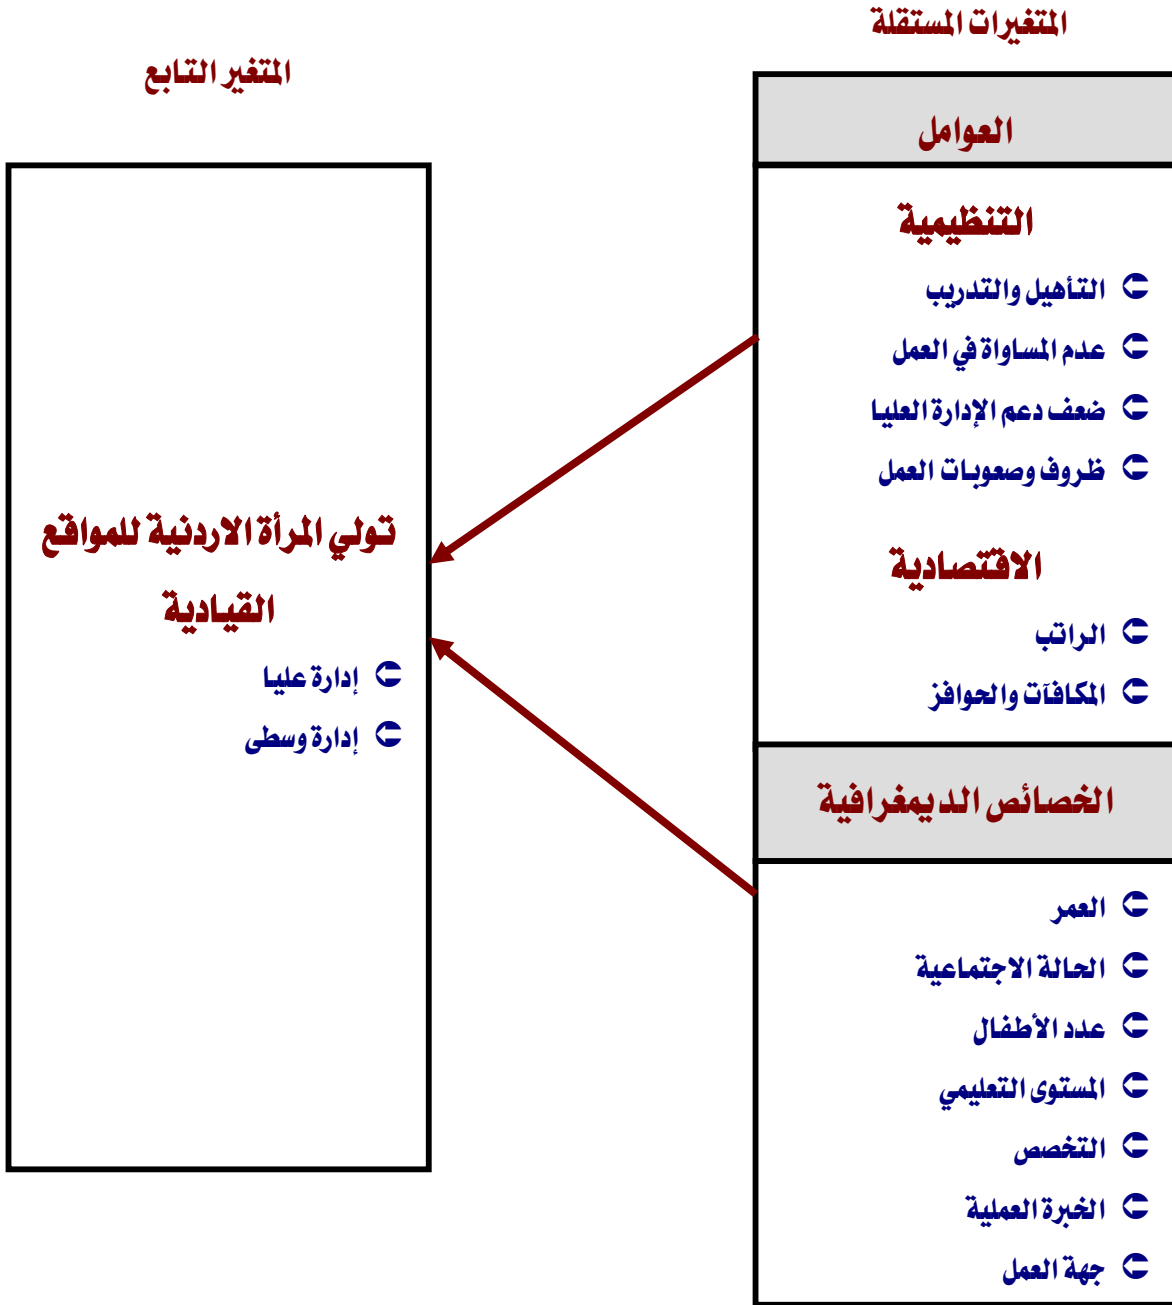 المتغيرات المستقلة
العوامل
التنظيمية
التأهيل والتدريب
عدم المساواة في العمل
ضعف دعم الإدارة العليا
ظروف وصعوبات العمل
الاقتصادية
الراتب
المكافآت والحوافز
الخصائص الديمغرافية
العمر
الحالة الاجتماعية
عدد الأطفال
المستوى التعليمي
التخصص
الخبرة العملية
جهة العمل
المتغير التابع
تولي المرأة الاردنية للمواقع
القيادية
إدارة عليا
إدارة وسطى